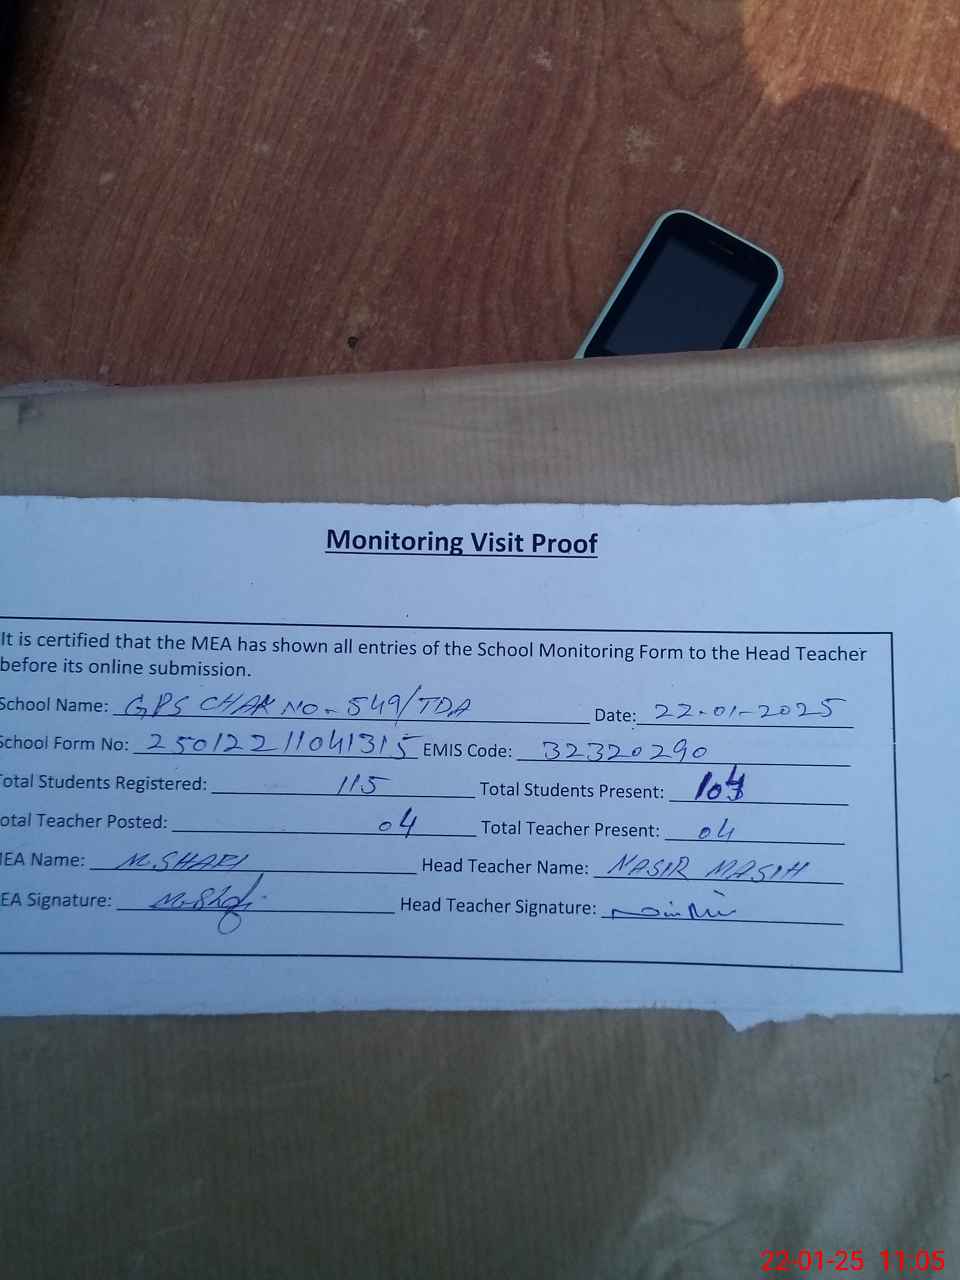 Monitoring Visit Proof
It is certified that the MEA has shown all entries of the School Monitoring Form to the Head Teacher
before its online submission.
School Name: GPS CHAK NO. 549/TDA Date: 22-01-2025
School Form No: 25012211041315 EMIS Code: 32320290
Total Students Registered: 115 Total Students Present:
Total Teacher Posted: 04 Total Teacher Present: 04
MEA Name: M. SHAFI Head Teacher Name: NASIR MASIH
MEA Signature: M. Shafi Head Teacher Signature:
22-01-25 11:05